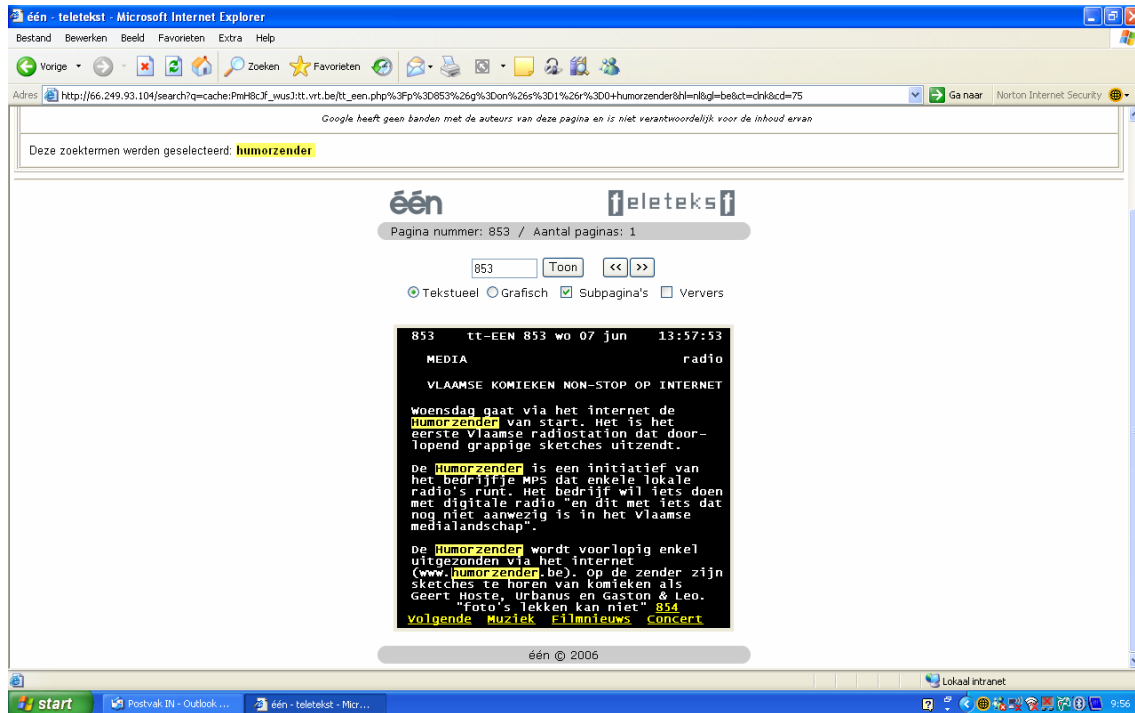 één - teletekst - Microsoft Internet Explorer
Bestand Bewerken Beeld Favorieten Extra Help
Vorige Zoeken Favorieten
Adres http://66.249.93.104/search?q=cache:PmH8cJf_wusJ:tt.vrt.be/tt_een.php%3Fp%3D853%26g%3Don%26s%3D1%26r%3D0+humorzender&hl=nl&gl=be&ct=clnk&cd=75 Ga naar Norton Internet Security
Google heeft geen banden met de auteurs van deze pagina en is niet verantwoordelijk voor de inhoud ervan
Deze zoektermen werden geselecteerd: humorzender
één teletekst
Pagina nummer: 853 / Aantal paginas: 1
853 Toon << >>
Tekstueel Grafisch Subpagina's Ververs
853 tt-EEN 853 wo 07 jun 13:57:53
MEDIA radio
VLAAMSE KOMIEKEN NON-STOP OP INTERNET
Woensdag gaat via het internet de
Humorzender van start. Het is het
eerste Vlaamse radiostation dat door-
lopend grappige sketches uitzendt.
De Humorzender is een initiatief van
het bedrijfje MPS dat enkele lokale
radio's runt. Het bedrijf wil iets doen
met digitale radio "en dit met iets dat
nog niet aanwezig is in het Vlaamse
medialandschap".
De Humorzender wordt voorlopig enkel
uitgezonden via het internet
(www.humorzender.be). Op de zender zijn
sketches te horen van komieken als
Geert Hoste, Urbanus en Gaston & Leo.
"foto's lekken kan niet" 854
Volgende Muziek Filmnieuws Concert
één © 2006
Lokaal intranet
start Postvak IN - Outlook ... één - teletekst - Micr... 9:56